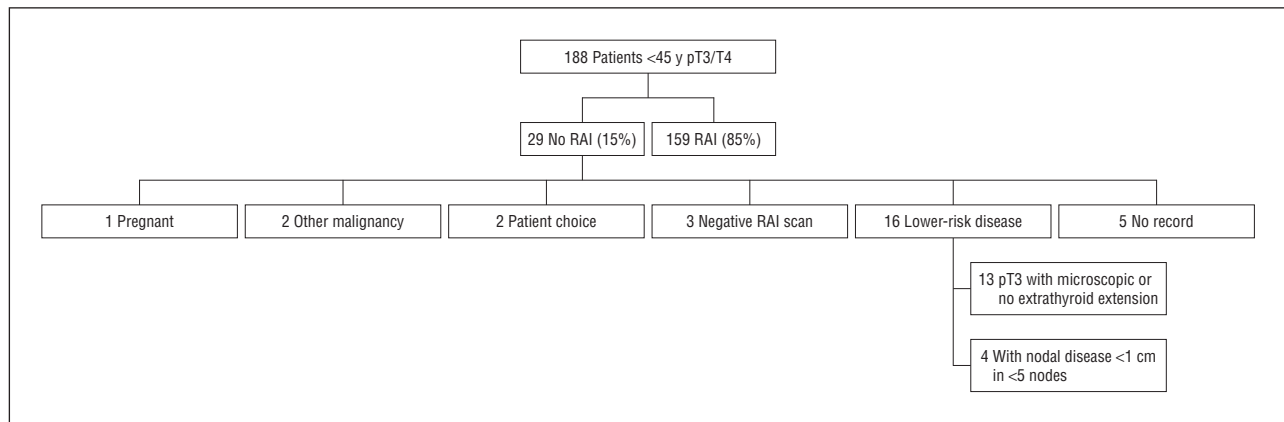 188 Patients <45 y pT3/T4
29 No RAI (15%)
159 RAI (85%)
1 Pregnant
2 Other malignancy
2 Patient choice
3 Negative RAI scan
16 Lower-risk disease
5 No record
13 pT3 with microscopic or
no extrathyroid extension
4 With nodal disease <1 cm
in <5 nodes